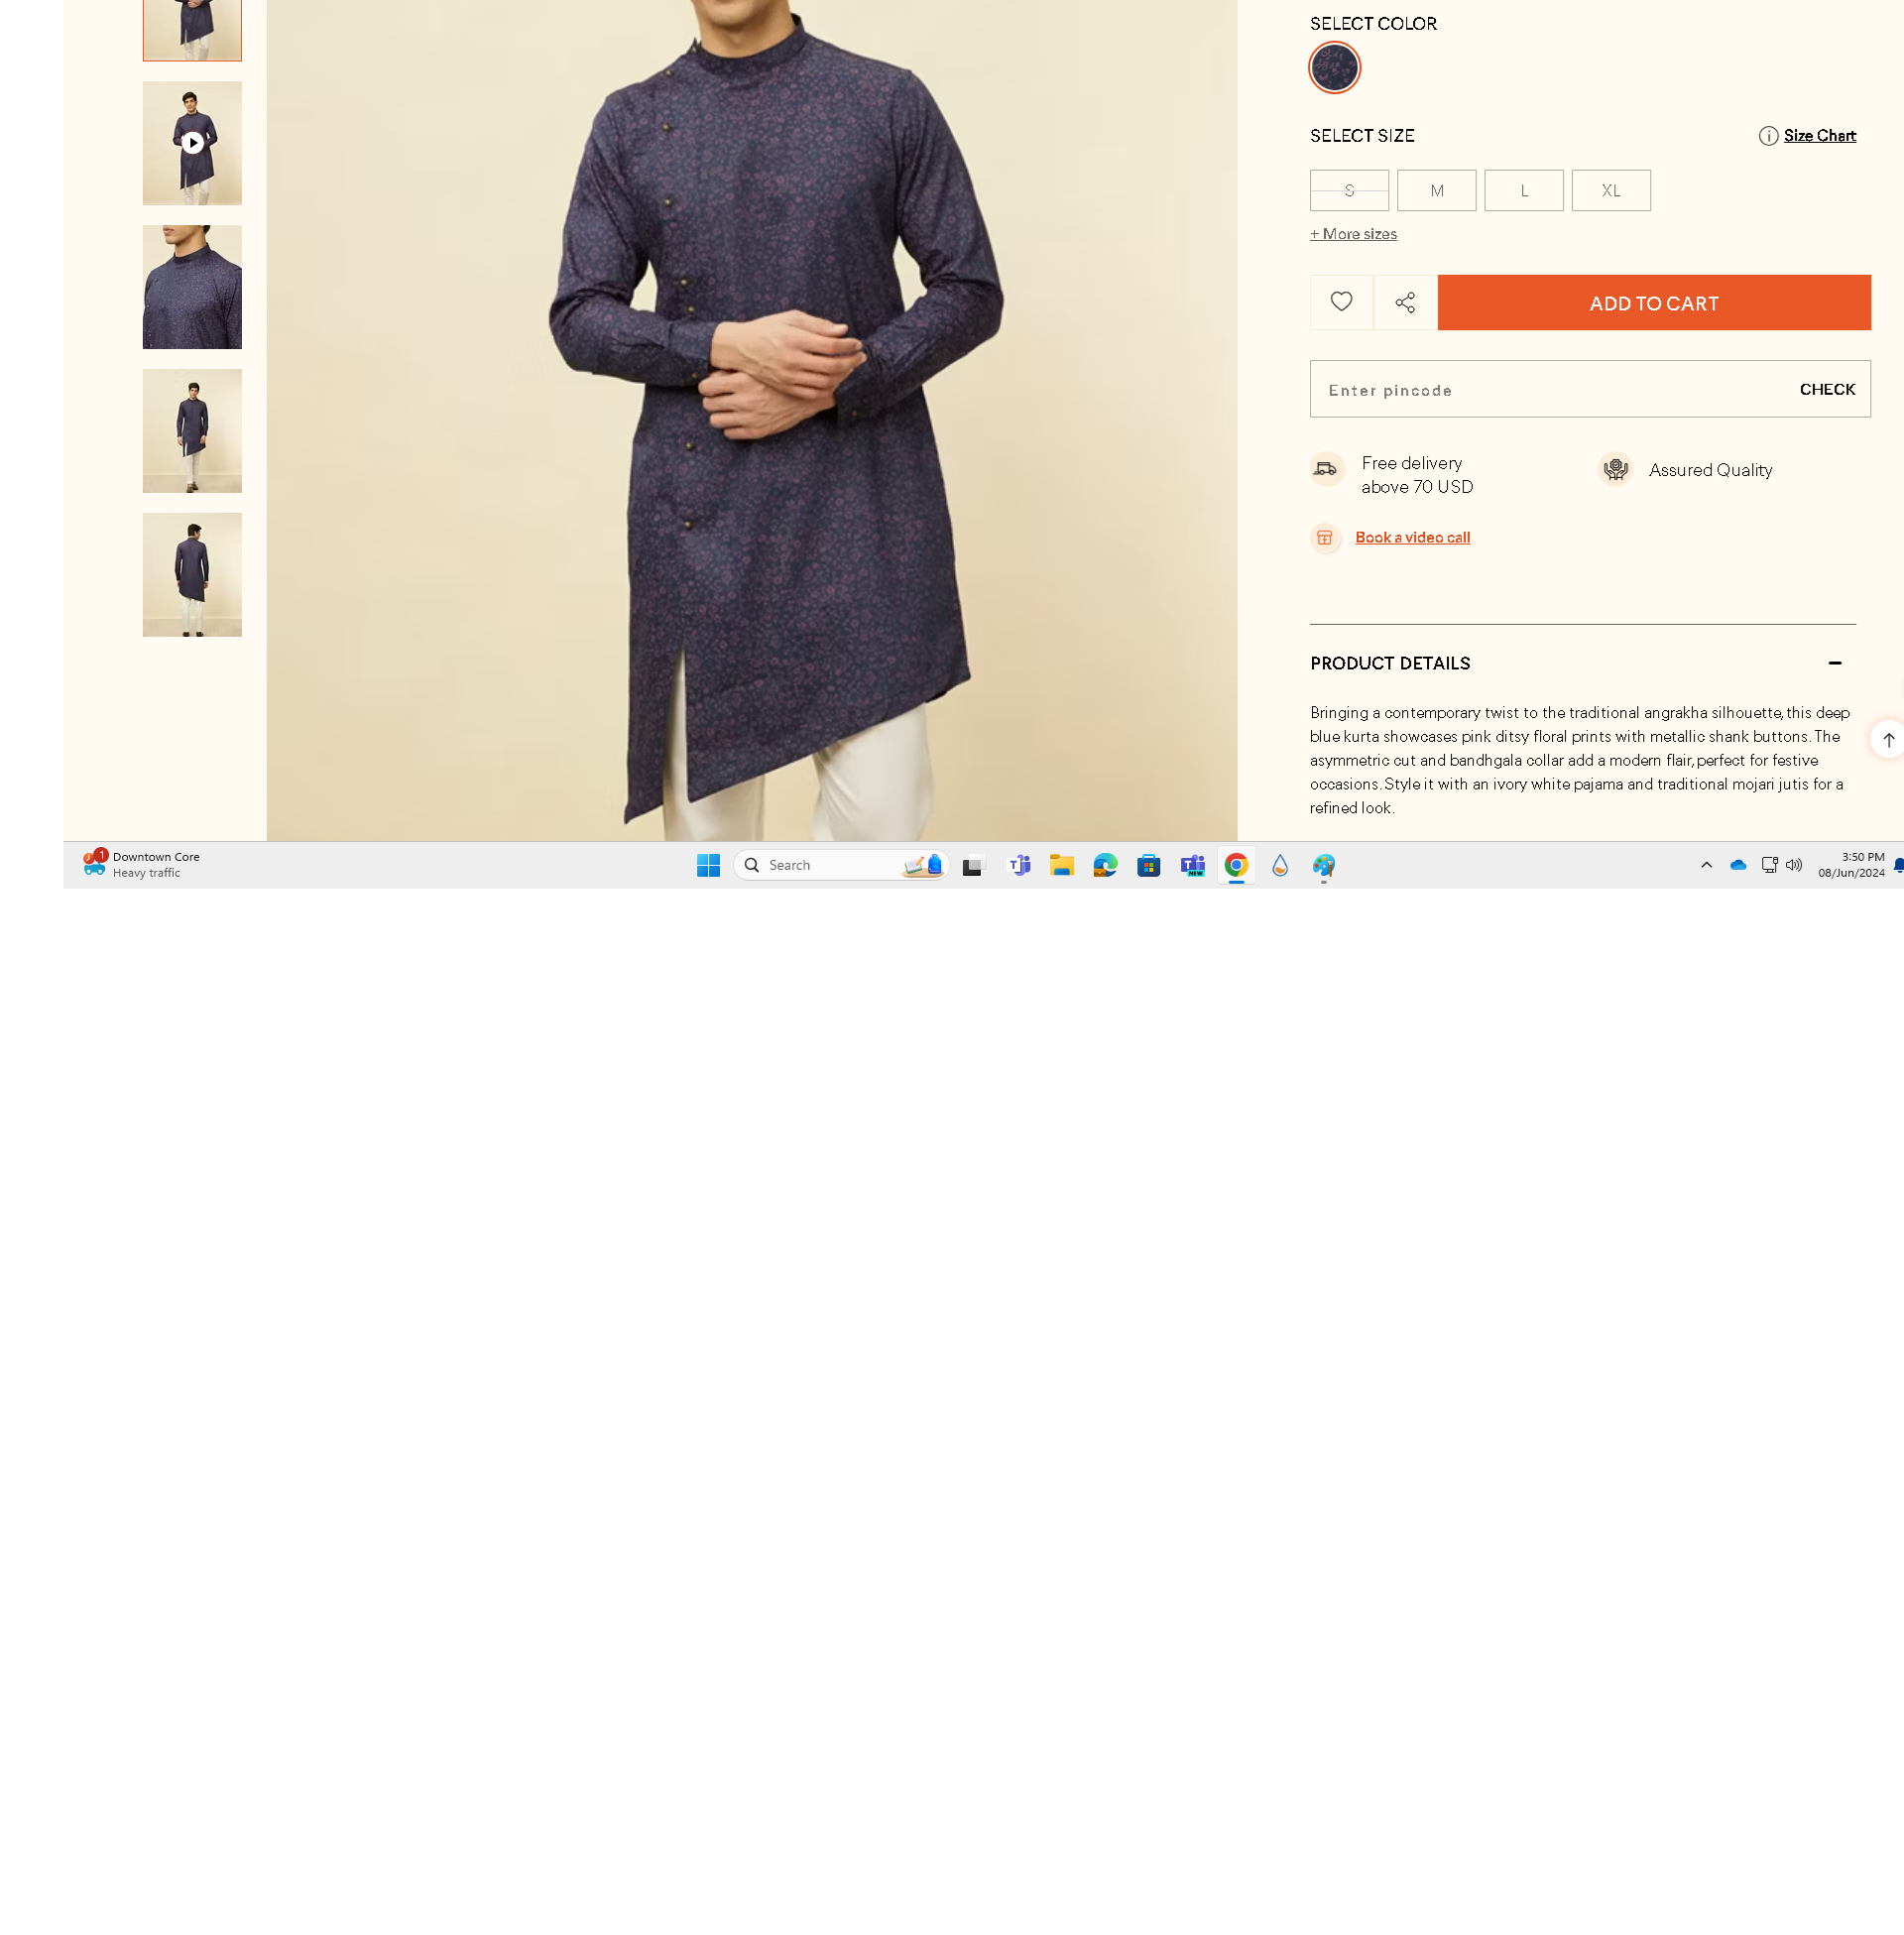 SELECT COLOR
SELECT SIZE
Size Chart
S
M
L
XL
+ More sizes
ADD TO CART
Enter pincode
CHECK
Free delivery
above 70 USD
Assured Quality
Book a video call
PRODUCT DETAILS
Bringing a contemporary twist to the traditional angrakha silhouette, this deep
blue kurta showcases pink ditsy floral prints with metallic shank buttons. The
asymmetric cut and bandhgala collar add a modern flair, perfect for festive
occasions. Style it with an ivory white pajama and traditional mojari jutis for a
refined look.
1
Downtown Core
Heavy traffic
Search
T
T
NEW
3:50 PM
08/Jun/2024